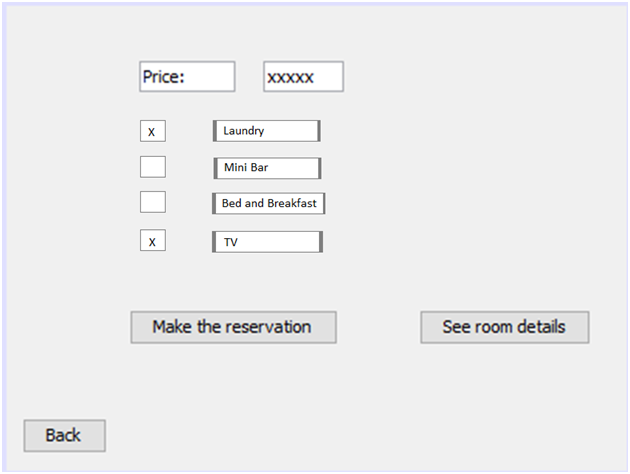 Price: xxxxx
x Laundry
Mini Bar
Bed and Breakfast
x TV
Make the reservation See room details
Back